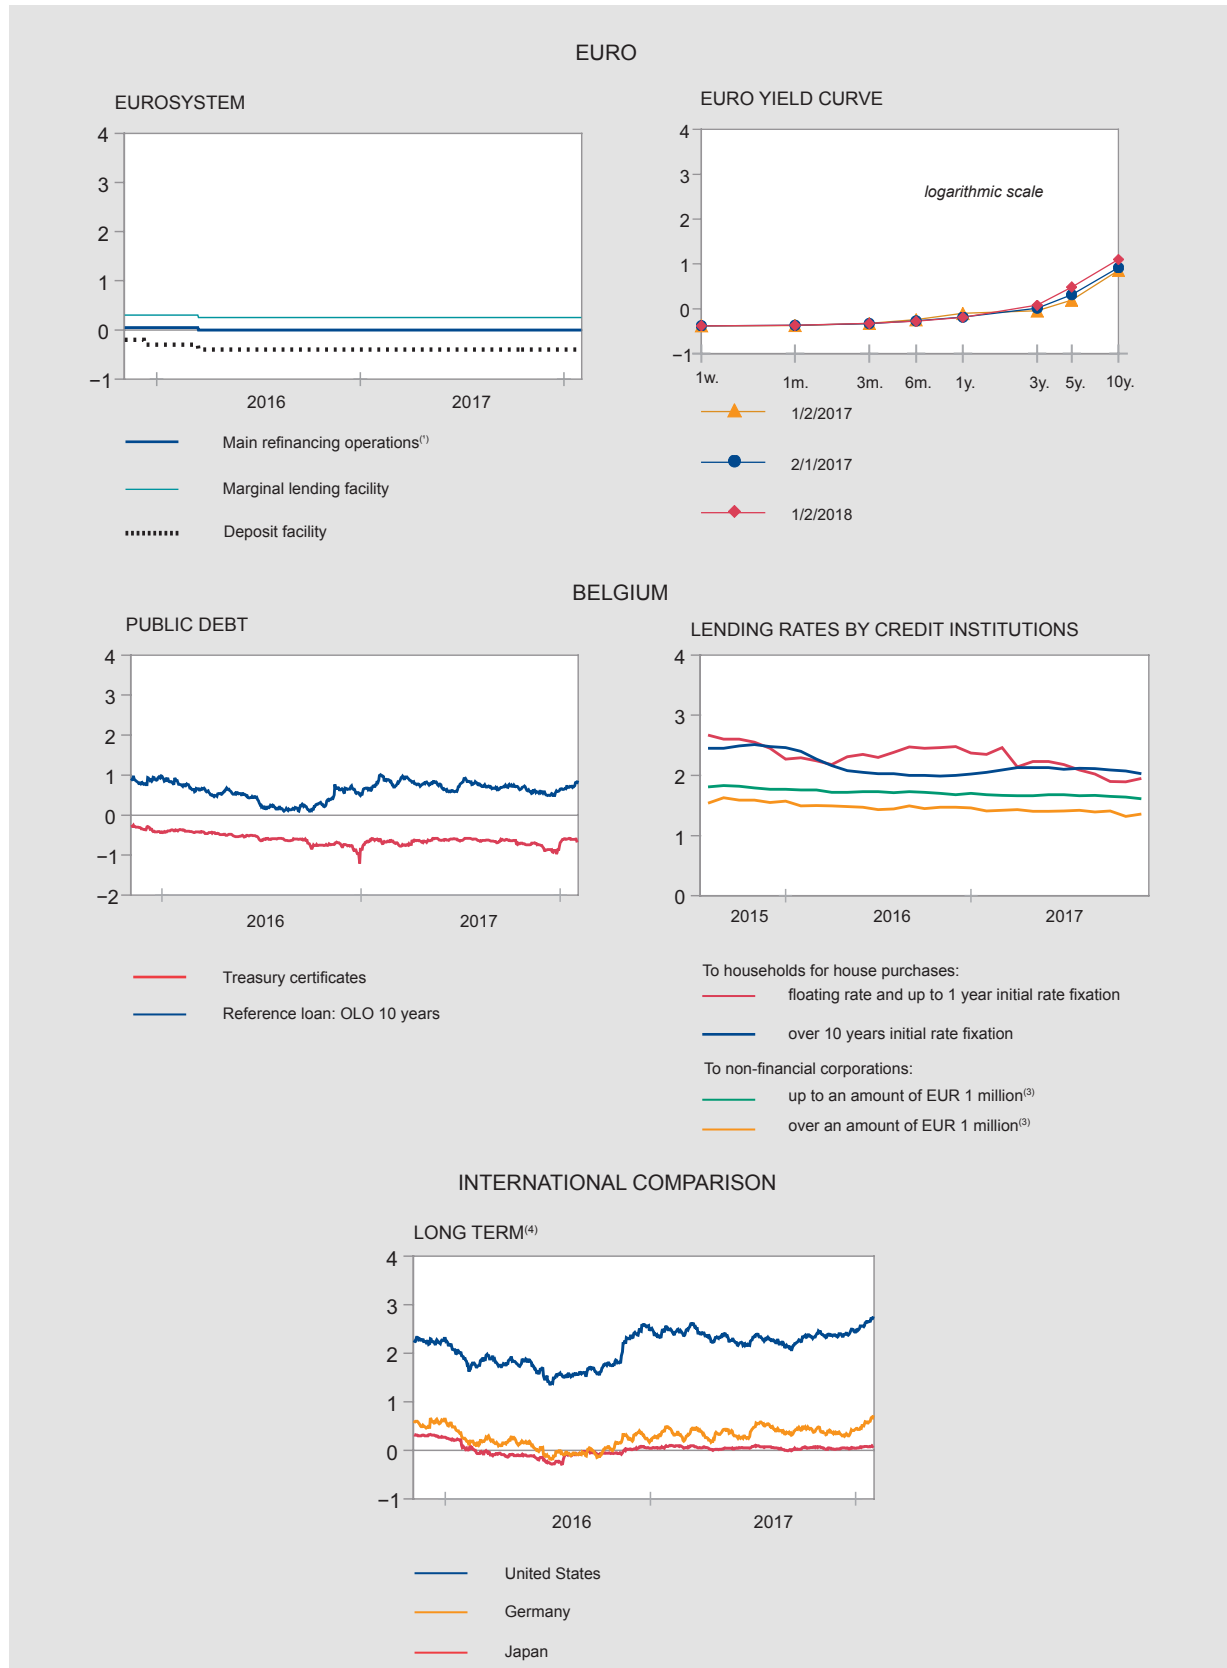 EURO
EUROSYSTEM
4
3
2
1
0
−1
2016 2017
Main refinancing operations(*)
Marginal lending facility
Deposit facility
EURO YIELD CURVE
4
3
2
1
0
−1
logarithmic scale
1w. 1m. 3m. 6m. 1y. 3y. 5y. 10y.
1/2/2017
2/1/2017
1/2/2018
BELGIUM
PUBLIC DEBT
4
3
2
1
0
−1
−2
2016 2017
Treasury certificates
Reference loan: OLO 10 years
LENDING RATES BY CREDIT INSTITUTIONS
4
3
2
1
0
2015 2016 2017
To households for house purchases:
floating rate and up to 1 year initial rate fixation
over 10 years initial rate fixation
To non-financial corporations:
up to an amount of EUR 1 million(3)
over an amount of EUR 1 million(3)
INTERNATIONAL COMPARISON
LONG TERM(4)
4
3
2
1
0
−1
2016 2017
United States
Germany
Japan